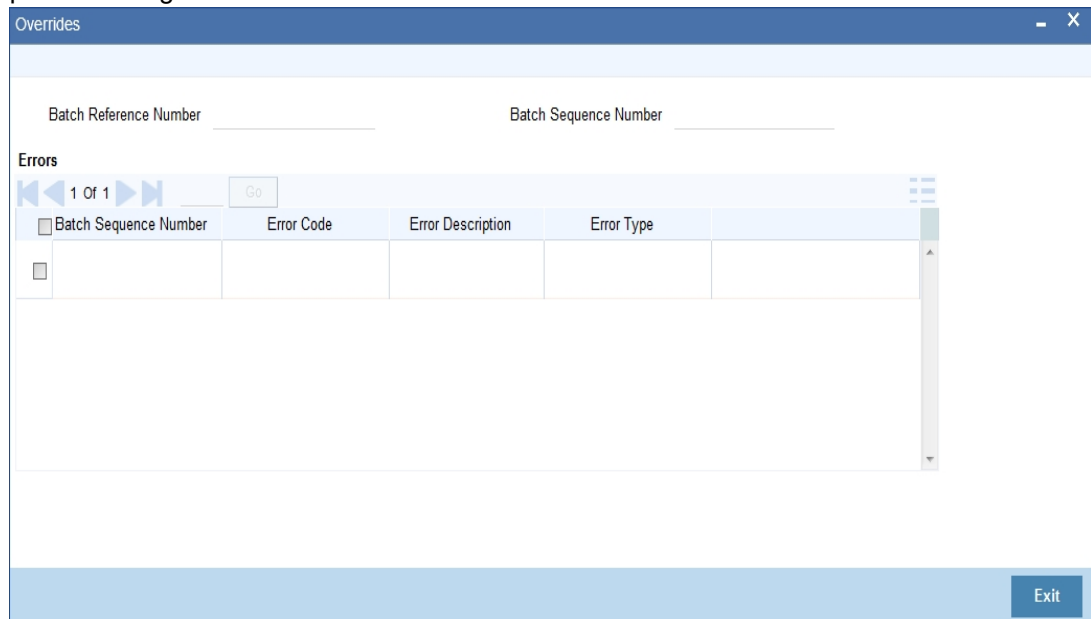 Overrides
Batch Reference Number
Batch Sequence Number
Errors
1 Of 1
Go
Batch Sequence Number Error Code Error Description Error Type
Exit